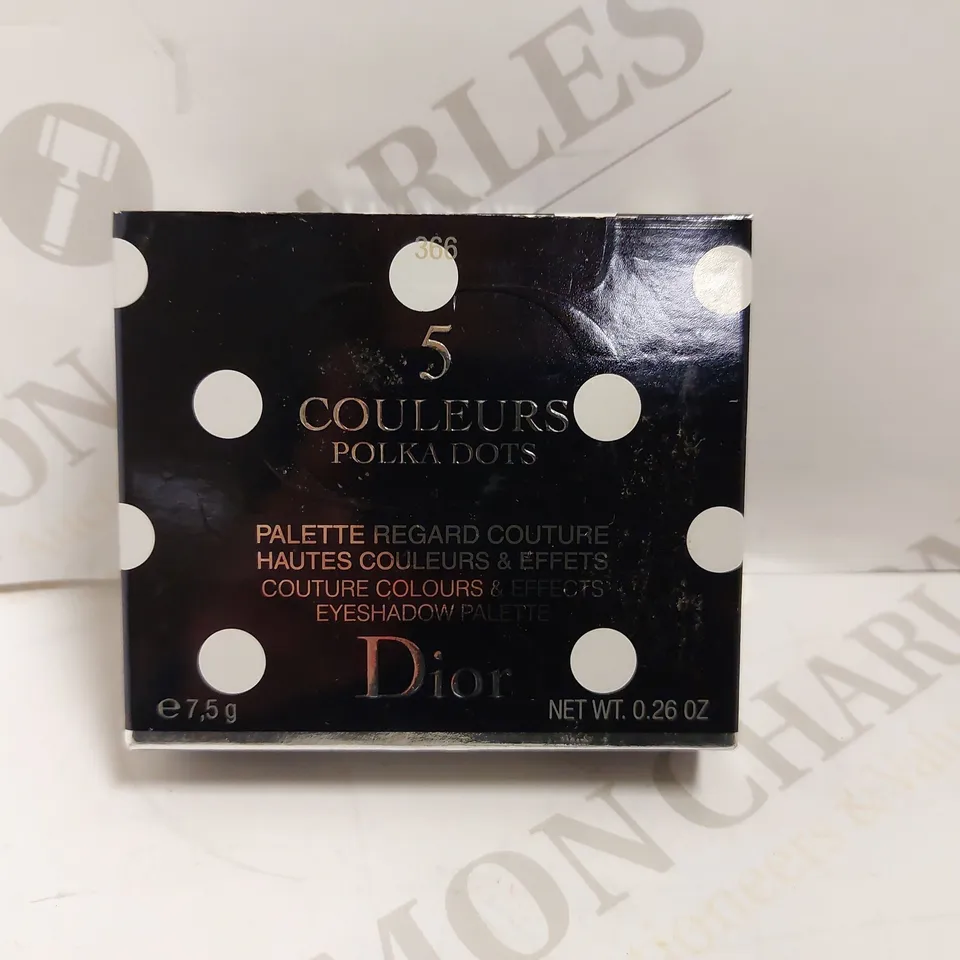 366
5
COULEURS
POLKA DOTS
PALETTE REGARD COUTURE
HAUTES COULEURS & EFFETS
COUTURE COLOURS & EFFECTS
EYESHADOW PALETTE
Dior
℮ 7,5 g
NET WT. 0.26 OZ